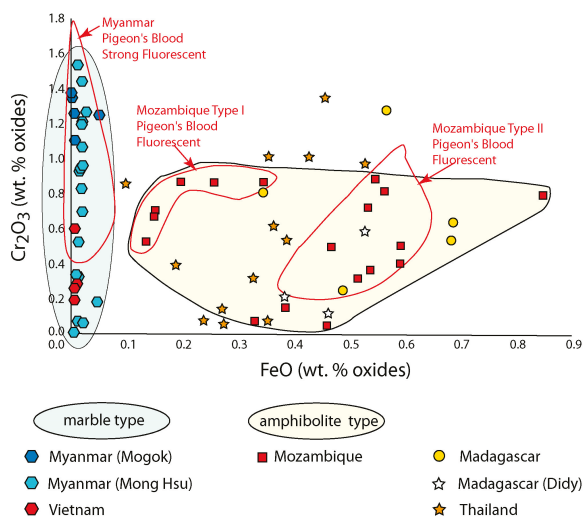 1.8
1.6
1.4
1.2
1.0
0.8
0.6
0.4
0.2
0.0
Cr2O3 (wt. % oxides)
Myanmar
Pigeon's Blood
Strong Fluorescent
Mozambique Type I
Pigeon's Blood
Fluorescent
Mozambique Type II
Pigeon's Blood
Fluorescent
0.0 0.1 0.2 0.3 0.4 0.5 0.6 0.7 0.8 0.9
FeO (wt. % oxides)
marble type
amphibolite type
Myanmar (Mogok)
Mozambique
Madagascar
Myanmar (Mong Hsu)
Madagascar (Didy)
Vietnam
Thailand